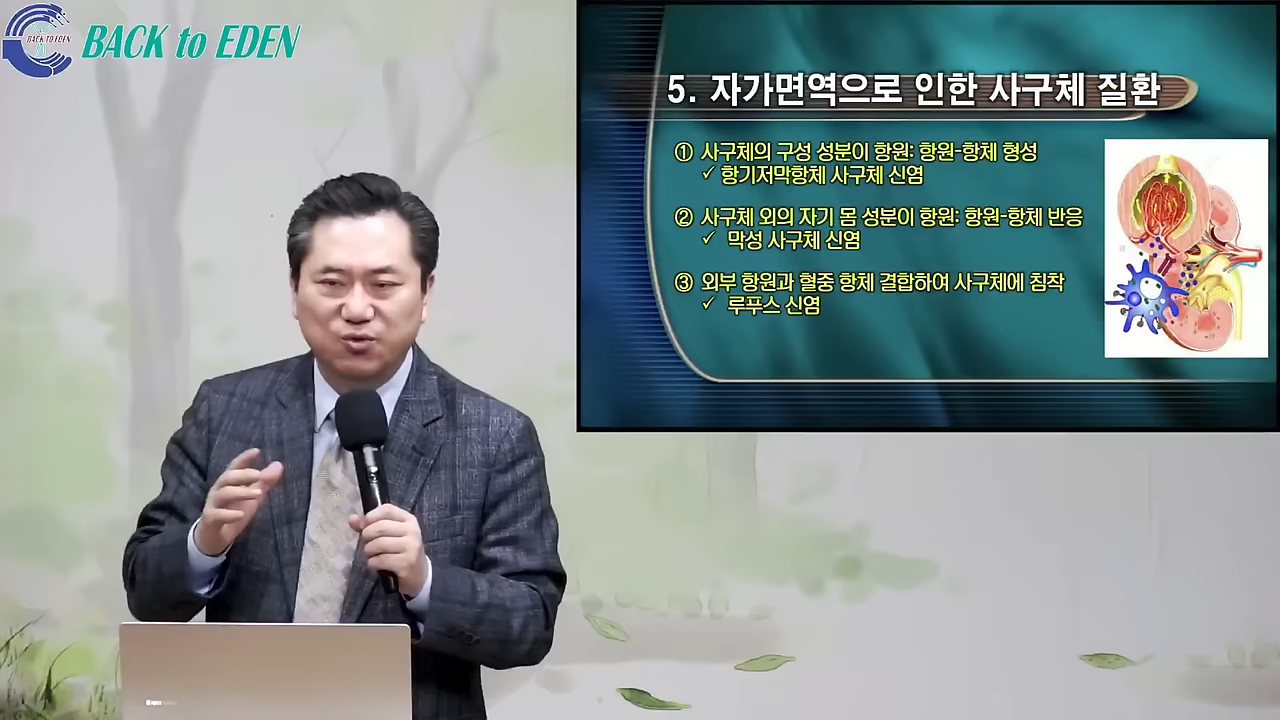 BACK TO EDEN
BACK to EDEN
5. 자가면역으로 인한 사구체 질환
① 사구체의 구성 성분이 항원: 항원-항체 형성
✓ 항기저막항체 사구체 신염
② 사구체 외의 자기 몸 성분이 항원: 항원-항체 반응
✓ 막성 사구체 신염
③ 외부 항원과 혈중 항체 결합하여 사구체에 침착
✓ 루푸스 신염